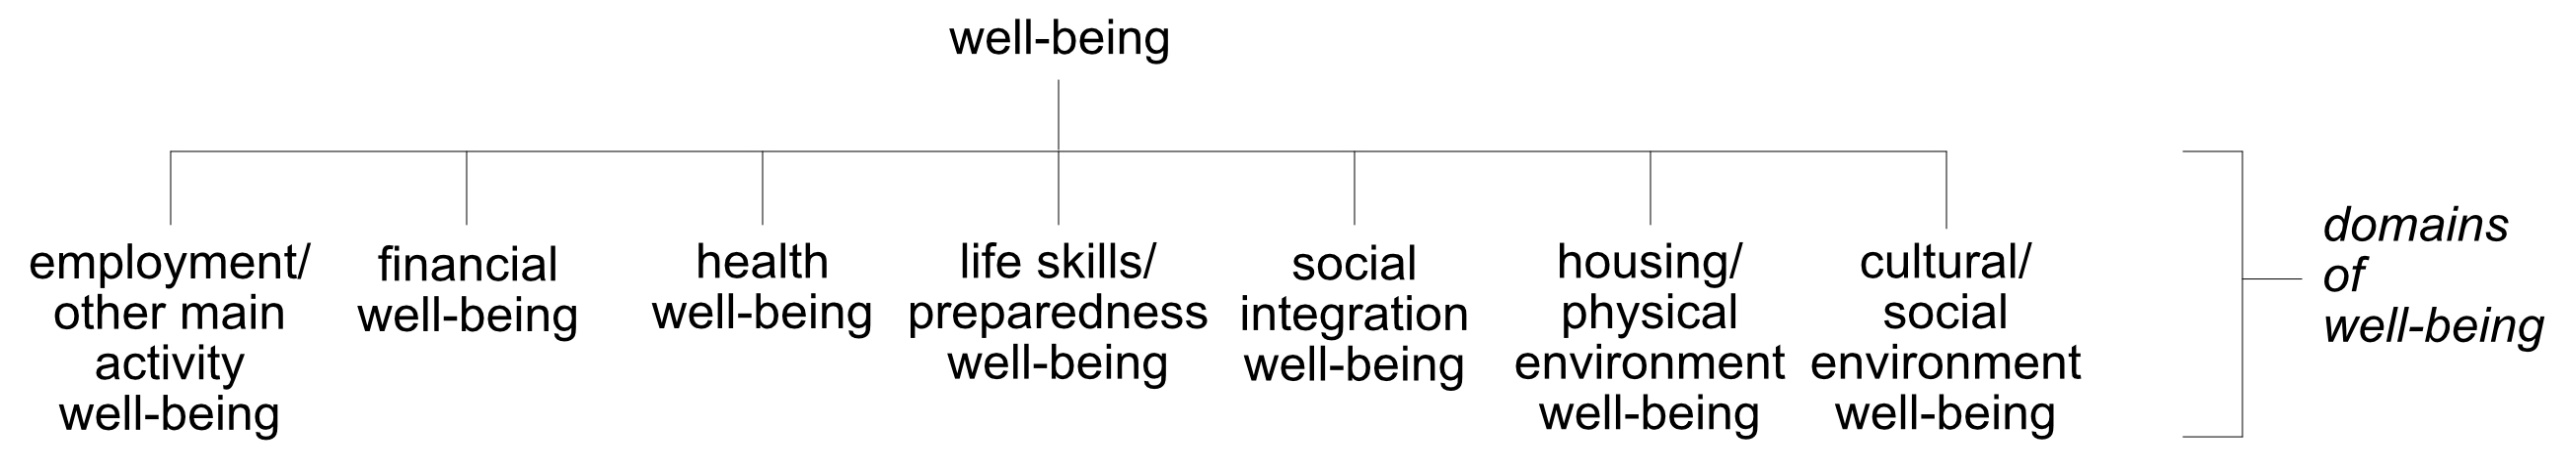 well-being
employment/
other main
activity
well-being
financial
well-being
health
well-being
life skills/
preparedness
well-being
social
integration
well-being
housing/
physical
environment
well-being
cultural/
social
environment
well-being
domains
of
well-being